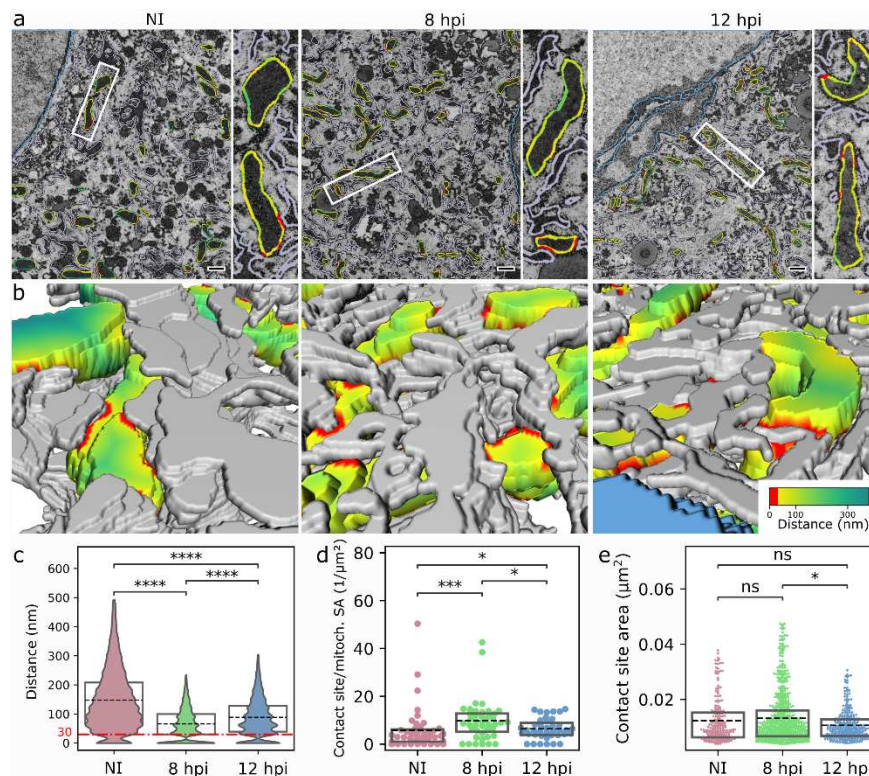 a NI 8 hpi 12 hpi
b
0 100 300
Distance (nm)
c d e
**** * ns
**** **** *** * ns *
Distance (nm)
600
500
400
300
200
100
30
0
NI 8 hpi 12 hpi
Contact site/mitoch. SA (1/µm²)
80
60
40
20
0
NI 8 hpi 12 hpi
Contact site area (µm²)
0.06
0.04
0.02
NI 8 hpi 12 hp